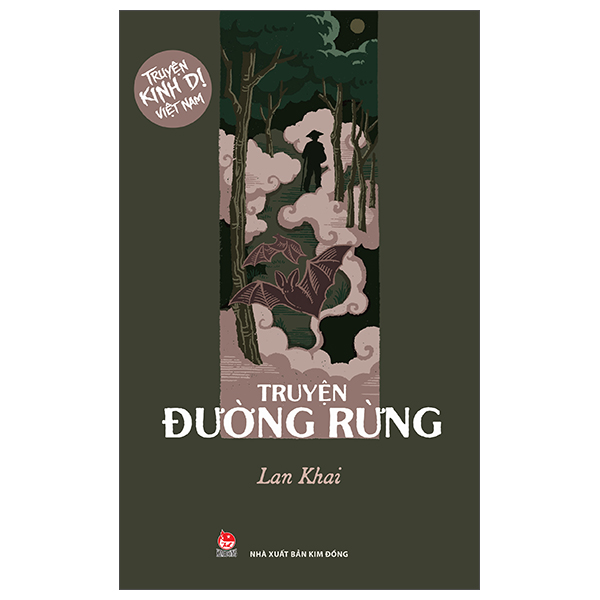 TRUYỆN
KINH DỊ
VIỆT NAM
TRUYỆN
ĐƯỜNG RỪNG
Lan Khai
NHÀ XUẤT BẢN KIM ĐỒNG